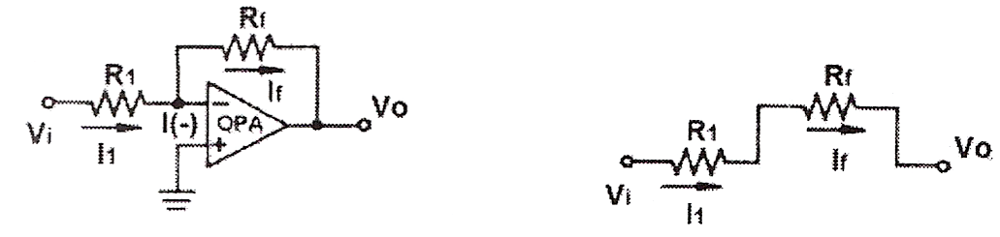 Rf
R1
If
Vi
I1
I(-)
OPA
−
+
Vo
Rf
R1
If
Vi
I1
Vo